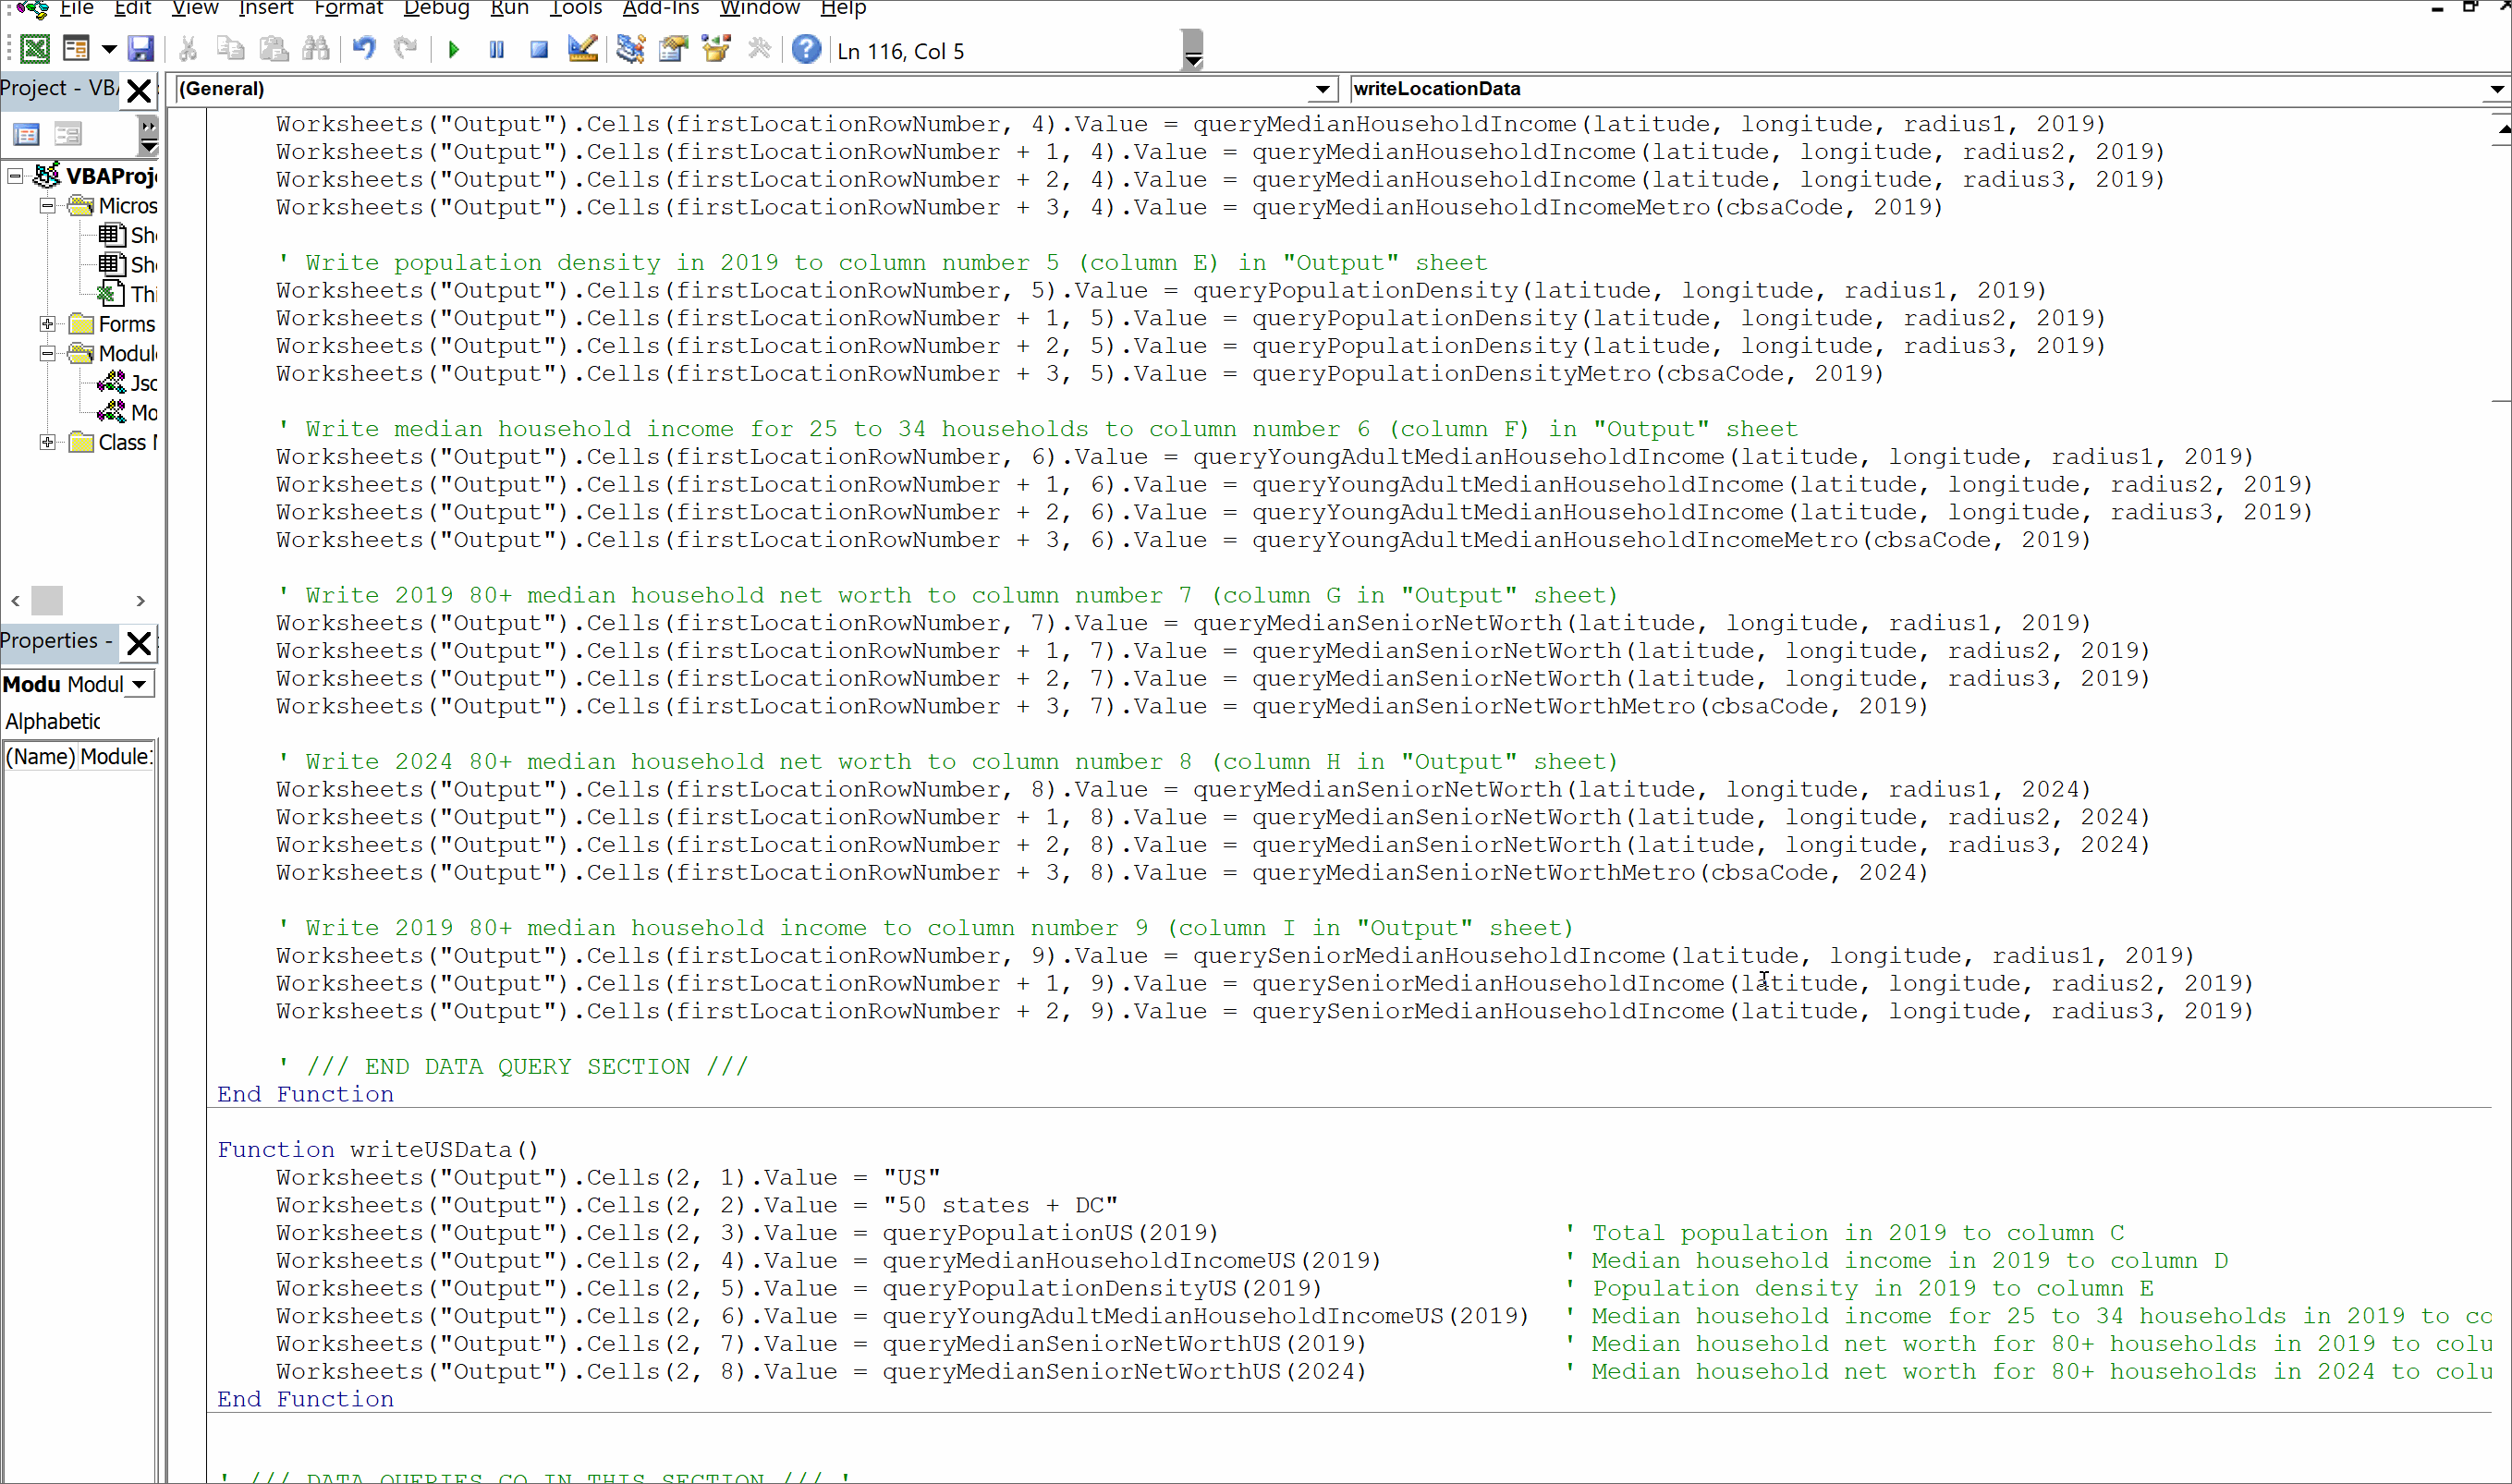 File Edit View Insert Format Debug Run Tools Add-Ins Window Help
Ln 116, Col 5
Project - VBA
(General)
writeLocationData
VBAProj
Micros
She
She
Thi
Forms
Modul
Jso
Mo
Class
Properties -
Modu Modul
Alphabetic
(Name) Module1
Worksheets("Output").Cells(firstLocationRowNumber, 4).Value = queryMedianHouseholdIncome(latitude, longitude, radius1, 2019)
Worksheets("Output").Cells(firstLocationRowNumber + 1, 4).Value = queryMedianHouseholdIncome(latitude, longitude, radius2, 2019)
Worksheets("Output").Cells(firstLocationRowNumber + 2, 4).Value = queryMedianHouseholdIncome(latitude, longitude, radius3, 2019)
Worksheets("Output").Cells(firstLocationRowNumber + 3, 4).Value = queryMedianHouseholdIncomeMetro(cbsaCode, 2019)
' Write population density in 2019 to column number 5 (column E) in "Output" sheet
Worksheets("Output").Cells(firstLocationRowNumber, 5).Value = queryPopulationDensity(latitude, longitude, radius1, 2019)
Worksheets("Output").Cells(firstLocationRowNumber + 1, 5).Value = queryPopulationDensity(latitude, longitude, radius2, 2019)
Worksheets("Output").Cells(firstLocationRowNumber + 2, 5).Value = queryPopulationDensity(latitude, longitude, radius3, 2019)
Worksheets("Output").Cells(firstLocationRowNumber + 3, 5).Value = queryPopulationDensityMetro(cbsaCode, 2019)
' Write median household income for 25 to 34 households to column number 6 (column F) in "Output" sheet
Worksheets("Output").Cells(firstLocationRowNumber, 6).Value = queryYoungAdultMedianHouseholdIncome(latitude, longitude, radius1, 2019)
Worksheets("Output").Cells(firstLocationRowNumber + 1, 6).Value = queryYoungAdultMedianHouseholdIncome(latitude, longitude, radius2, 2019)
Worksheets("Output").Cells(firstLocationRowNumber + 2, 6).Value = queryYoungAdultMedianHouseholdIncome(latitude, longitude, radius3, 2019)
Worksheets("Output").Cells(firstLocationRowNumber + 3, 6).Value = queryYoungAdultMedianHouseholdIncomeMetro(cbsaCode, 2019)
' Write 2019 80+ median household net worth to column number 7 (column G in "Output" sheet)
Worksheets("Output").Cells(firstLocationRowNumber, 7).Value = queryMedianSeniorNetWorth(latitude, longitude, radius1, 2019)
Worksheets("Output").Cells(firstLocationRowNumber + 1, 7).Value = queryMedianSeniorNetWorth(latitude, longitude, radius2, 2019)
Worksheets("Output").Cells(firstLocationRowNumber + 2, 7).Value = queryMedianSeniorNetWorth(latitude, longitude, radius3, 2019)
Worksheets("Output").Cells(firstLocationRowNumber + 3, 7).Value = queryMedianSeniorNetWorthMetro(cbsaCode, 2019)
' Write 2024 80+ median household net worth to column number 8 (column H in "Output" sheet)
Worksheets("Output").Cells(firstLocationRowNumber, 8).Value = queryMedianSeniorNetWorth(latitude, longitude, radius1, 2024)
Worksheets("Output").Cells(firstLocationRowNumber + 1, 8).Value = queryMedianSeniorNetWorth(latitude, longitude, radius2, 2024)
Worksheets("Output").Cells(firstLocationRowNumber + 2, 8).Value = queryMedianSeniorNetWorth(latitude, longitude, radius3, 2024)
Worksheets("Output").Cells(firstLocationRowNumber + 3, 8).Value = queryMedianSeniorNetWorthMetro(cbsaCode, 2024)
' Write 2019 80+ median household income to column number 9 (column I in "Output" sheet)
Worksheets("Output").Cells(firstLocationRowNumber, 9).Value = querySeniorMedianHouseholdIncome(latitude, longitude, radius1, 2019)
Worksheets("Output").Cells(firstLocationRowNumber + 1, 9).Value = querySeniorMedianHouseholdIncome(latitude, longitude, radius2, 2019)
Worksheets("Output").Cells(firstLocationRowNumber + 2, 9).Value = querySeniorMedianHouseholdIncome(latitude, longitude, radius3, 2019)
' /// END DATA QUERY SECTION ///
End Function
Function writeUSData()
Worksheets("Output").Cells(2, 1).Value = "US"
Worksheets("Output").Cells(2, 2).Value = "50 states + DC"
Worksheets("Output").Cells(2, 3).Value = queryPopulationUS(2019) ' Total population in 2019 to column C
Worksheets("Output").Cells(2, 4).Value = queryMedianHouseholdIncomeUS(2019) ' Median household income in 2019 to column D
Worksheets("Output").Cells(2, 5).Value = queryPopulationDensityUS(2019) ' Population density in 2019 to column E
Worksheets("Output").Cells(2, 6).Value = queryYoungAdultMedianHouseholdIncomeUS(2019) ' Median household income for 25 to 34 households in 2019 to co
Worksheets("Output").Cells(2, 7).Value = queryMedianSeniorNetWorthUS(2019) ' Median household net worth for 80+ households in 2019 to colu
Worksheets("Output").Cells(2, 8).Value = queryMedianSeniorNetWorthUS(2024) ' Median household net worth for 80+ households in 2024 to colu
End Function
' /// DATA QUERIES GO IN THIS SECTION /// '